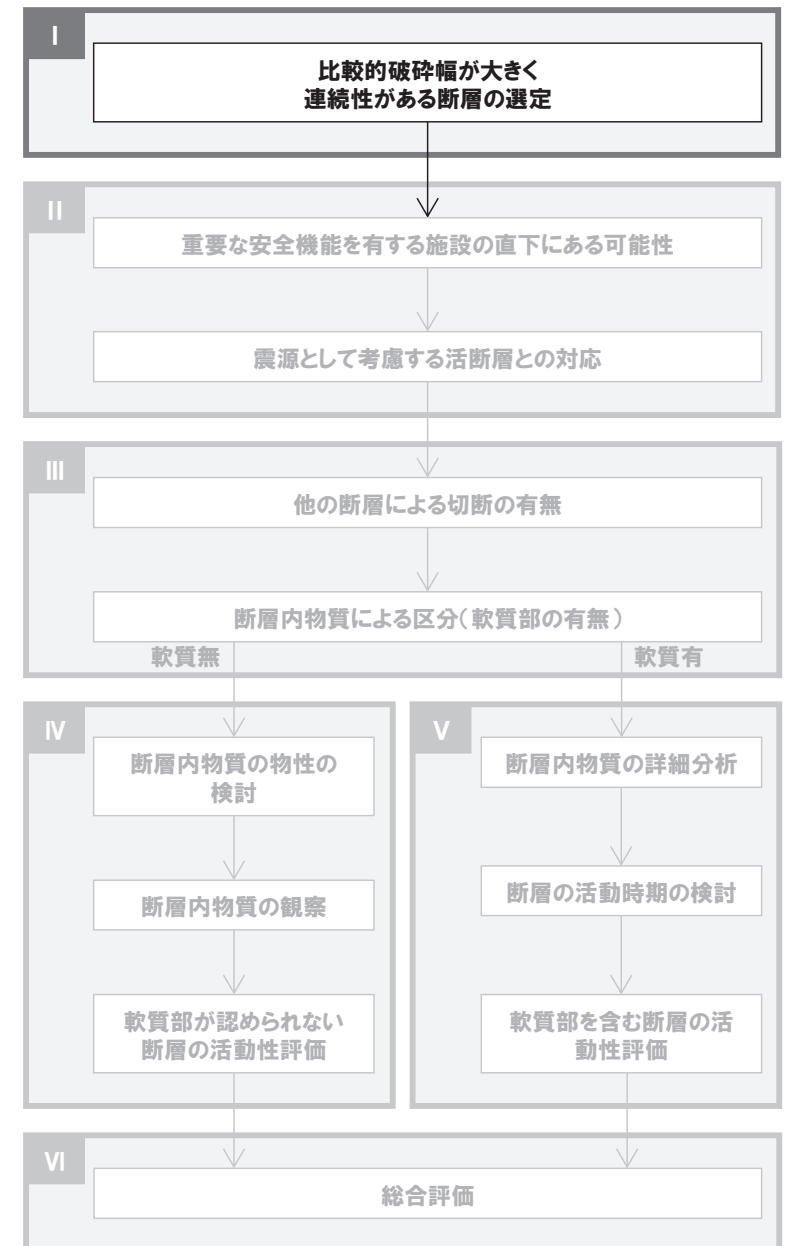 I
比較的破砕幅が大きく
連続性がある断層の選定
II
重要な安全機能を有する施設の直下にある可能性
震源として考慮する活断層との対応
III
他の断層による切断の有無
断層内物質による区分(軟質部の有無)
軟質無
軟質有
IV
断層内物質の物性の
検討
断層内物質の観察
軟質部が認められない
断層の活動性評価
V
断層内物質の詳細分析
断層の活動時期の検討
軟質部を含む断層の活
動性評価
VI
総合評価